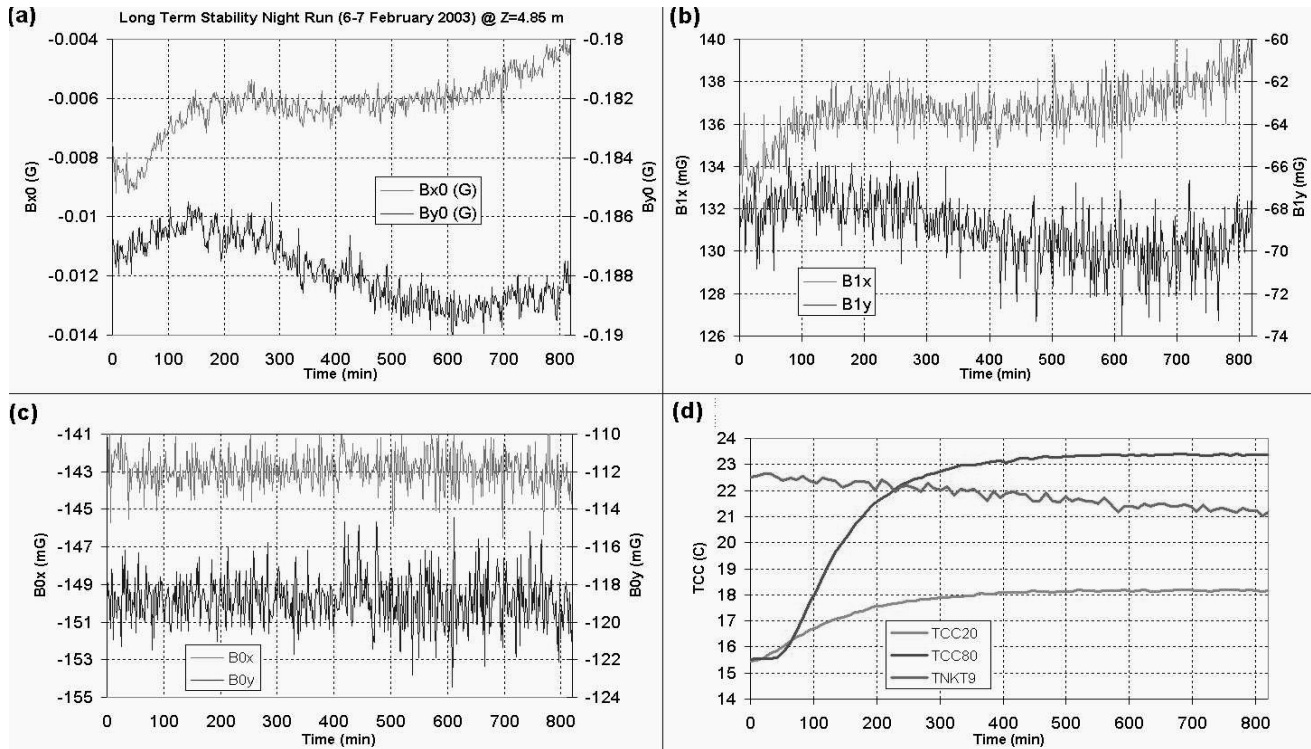 (a)
Long Term Stability Night Run (6-7 February 2003) @ Z=4.85 m
-0.004
-0.006
-0.008
-0.01
-0.012
-0.014
Bx0 (G)
-0.18
-0.182
-0.184
-0.186
-0.188
-0.19
By0 (G)
Bx0 (G)
By0 (G)
0 100 200 300 400 500 600 700 800
Time (min)
(b)
140
138
136
134
132
130
128
126
B1x (mG)
-60
-62
-64
-66
-68
-70
-72
-74
B1y (mG)
B1x
B1y
0 100 200 300 400 500 600 700 800
Time (min)
(c)
-141
-143
-145
-147
-149
-151
-153
-155
B0x (mG)
-110
-112
-114
-116
-118
-120
-122
-124
B0y (mG)
B0x
B0y
0 100 200 300 400 500 600 700 800
Time (min)
(d)
24
23
22
21
20
19
18
17
16
15
14
TCC (C)
TCC20
TCC80
TNKT9
0 100 200 300 400 500 600 700 800
Time (min)